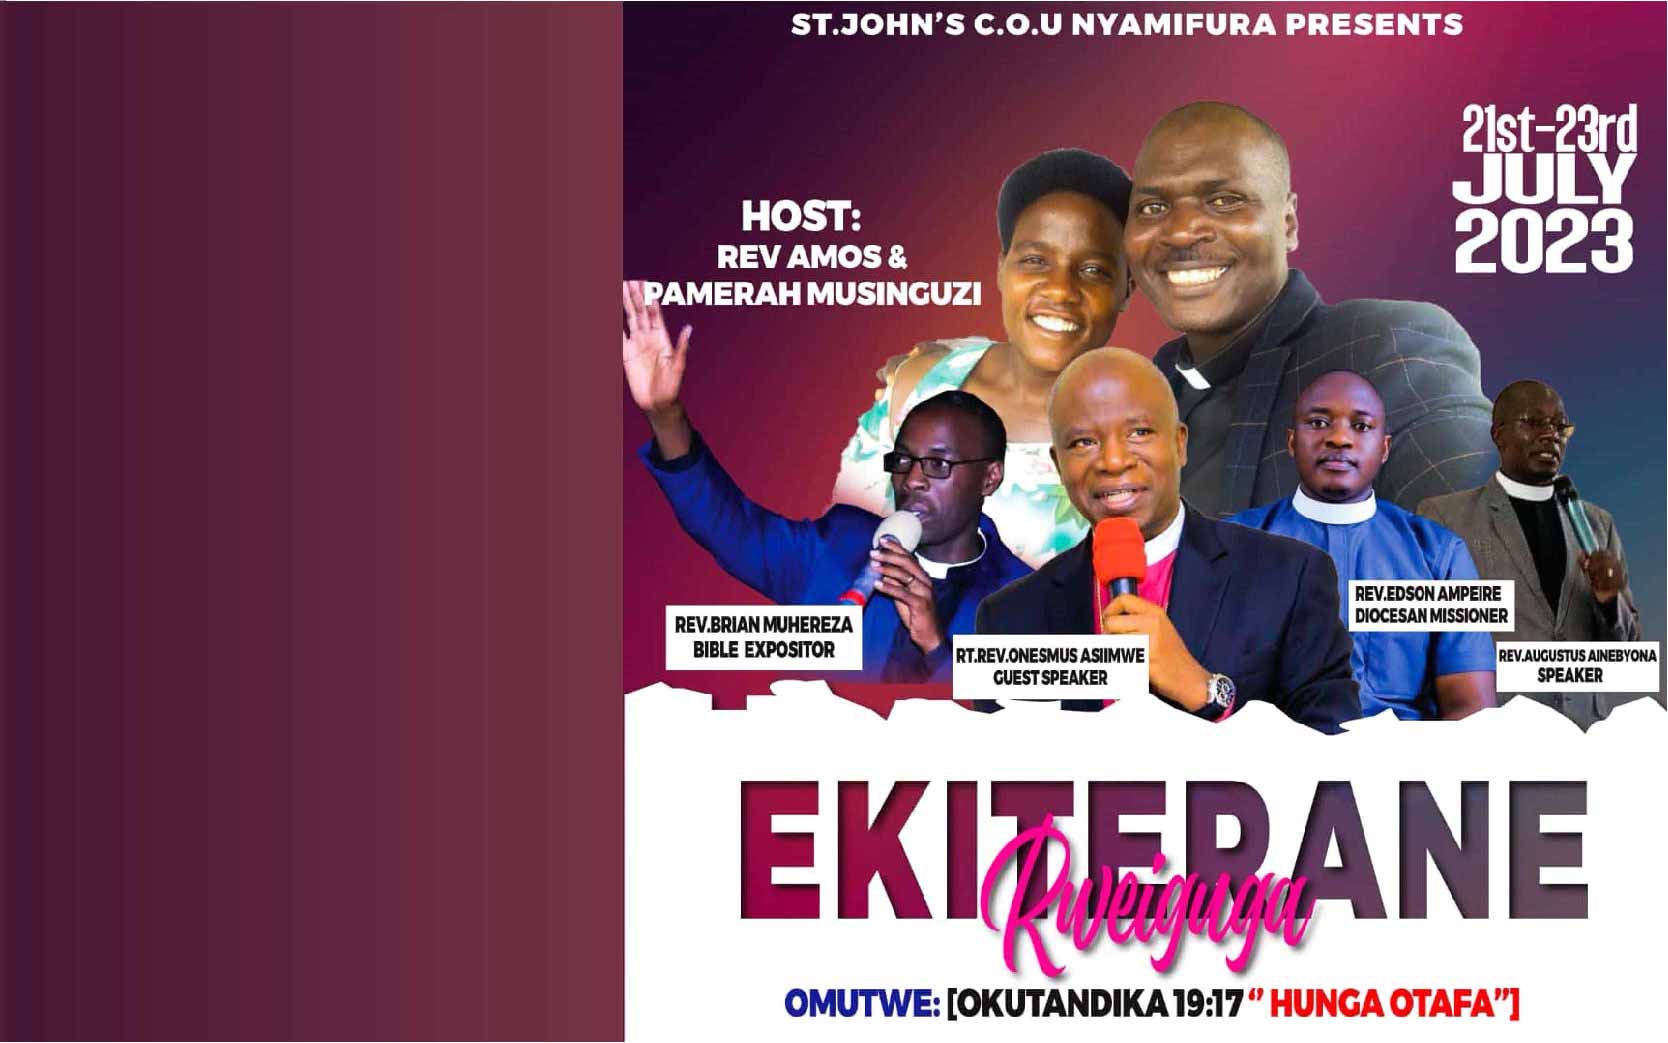 ST.JOHN'S C.O.U NYAMIFURA PRESENTS
21st-23rd
JULY
2023
HOST:
REV AMOS &
PAMERAH MUSINGUZI
REV.BRIAN MUHEREZA
BIBLE EXPOSITOR
RT.REV.ONESMUS ASIIMWE
GUEST SPEAKER
REV.EDSON AMPEIRE
DIOCESAN MISSIONER
REV.AUGUSTUS AINEBYONA
SPEAKER
EKITERANE
Rweiguga
OMUTWE: [OKUTANDIKA 19:17 " HUNGA OTAFA"]